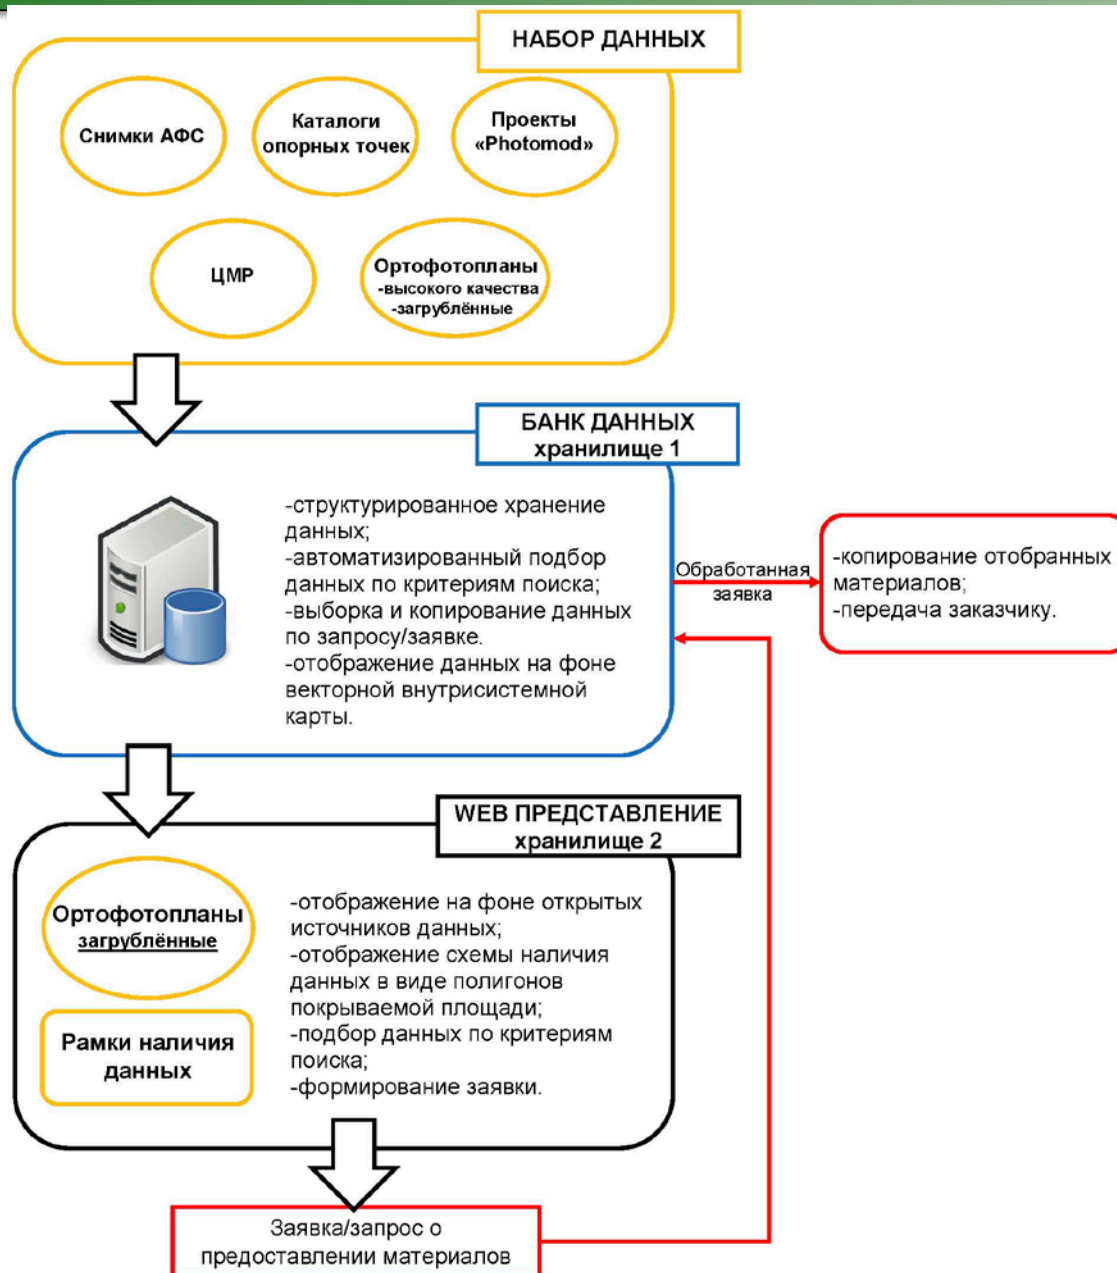 НАБОР ДАННЫХ
Снимки АФС
Каталоги
опорных точек
Проекты
«Photomod»
ЦМР
Ортофотопланы
-высокого качества
-загрублённые
БАНК ДАННЫХ
хранилище 1
-структурированное хранение
данных;
-автоматизированный подбор
данных по критериям поиска;
-выборка и копирование данных
по запросу/заявке.
-отображение данных на фоне
векторной внутрисистемной
карты.
Обработанная
заявка
-копирование отобранных
материалов;
-передача заказчику.
WEB ПРЕДСТАВЛЕНИЕ
хранилище 2
Ортофотопланы
загрублённые
Рамки наличия
данных
-отображение на фоне открытых
источников данных;
-отображение схемы наличия
данных в виде полигонов
покрываемой площади;
-подбор данных по критериям
поиска;
-формирование заявки.
Заявка/запрос о
предоставлении материалов